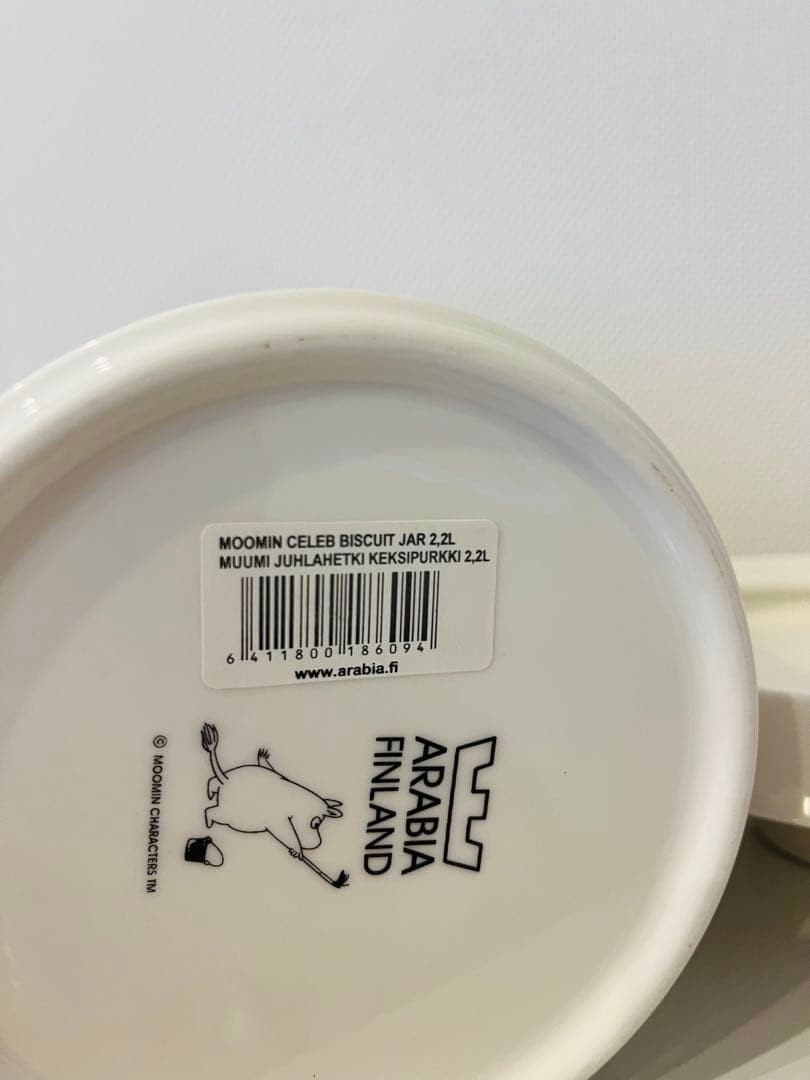 MOOMIN CELEB BISCUIT JAR 2,2L
MUUMI JUHLAHETKI KEKSIPURKKI 2,2L
6 411800 186094
www.arabia.fi
ARABIA
FINLAND
© MOOMIN CHARACTERS TM